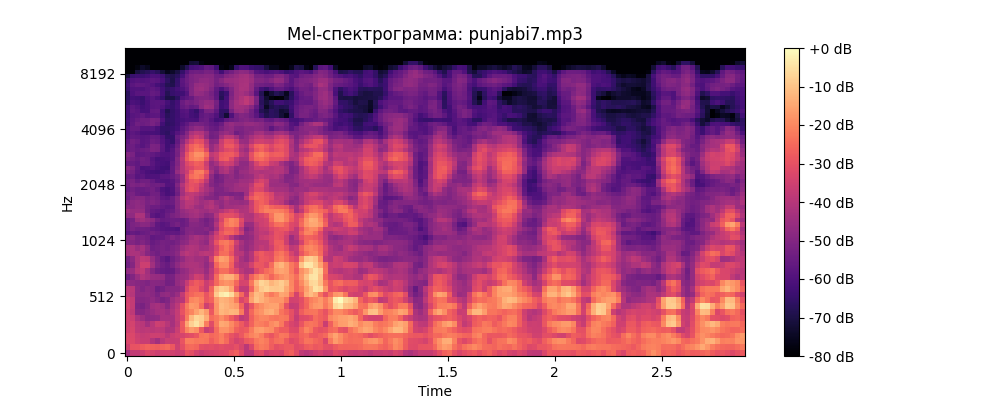 Mel-спектрограмма: punjabi7.mp3
Hz
8192
4096
2048
1024
512
0
0
0.5
1
1.5
2
2.5
Time
+0 dB
-10 dB
-20 dB
-30 dB
-40 dB
-50 dB
-60 dB
-70 dB
-80 dB